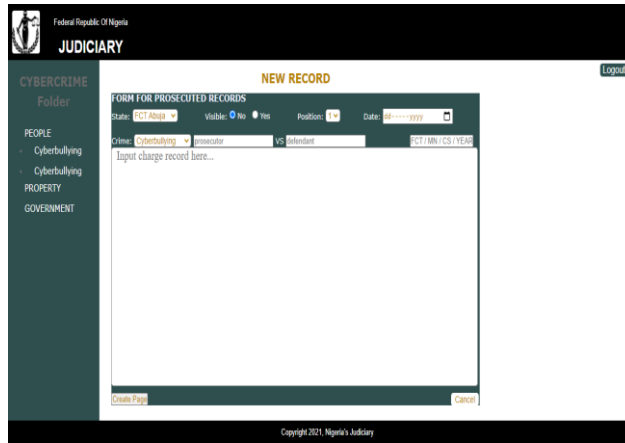 Federal Republic Of Nigeria
JUDICIARY
Logout
CYBERCRIME
Folder
PEOPLE
Cyberbullying
Cyberbullying
PROPERTY
GOVERNMENT
NEW RECORD
FORM FOR PROSECUTED RECORDS
State: FCT Abuja Visible: No Yes Position: 1 Date: dd-----yyyy
Crime: Cyberbullying prosecutor VS defendant FCT / MN / CS / YEAR
Input charge record here...
Create Page Cancel
Copyright 2021, Nigeria's Judiciary